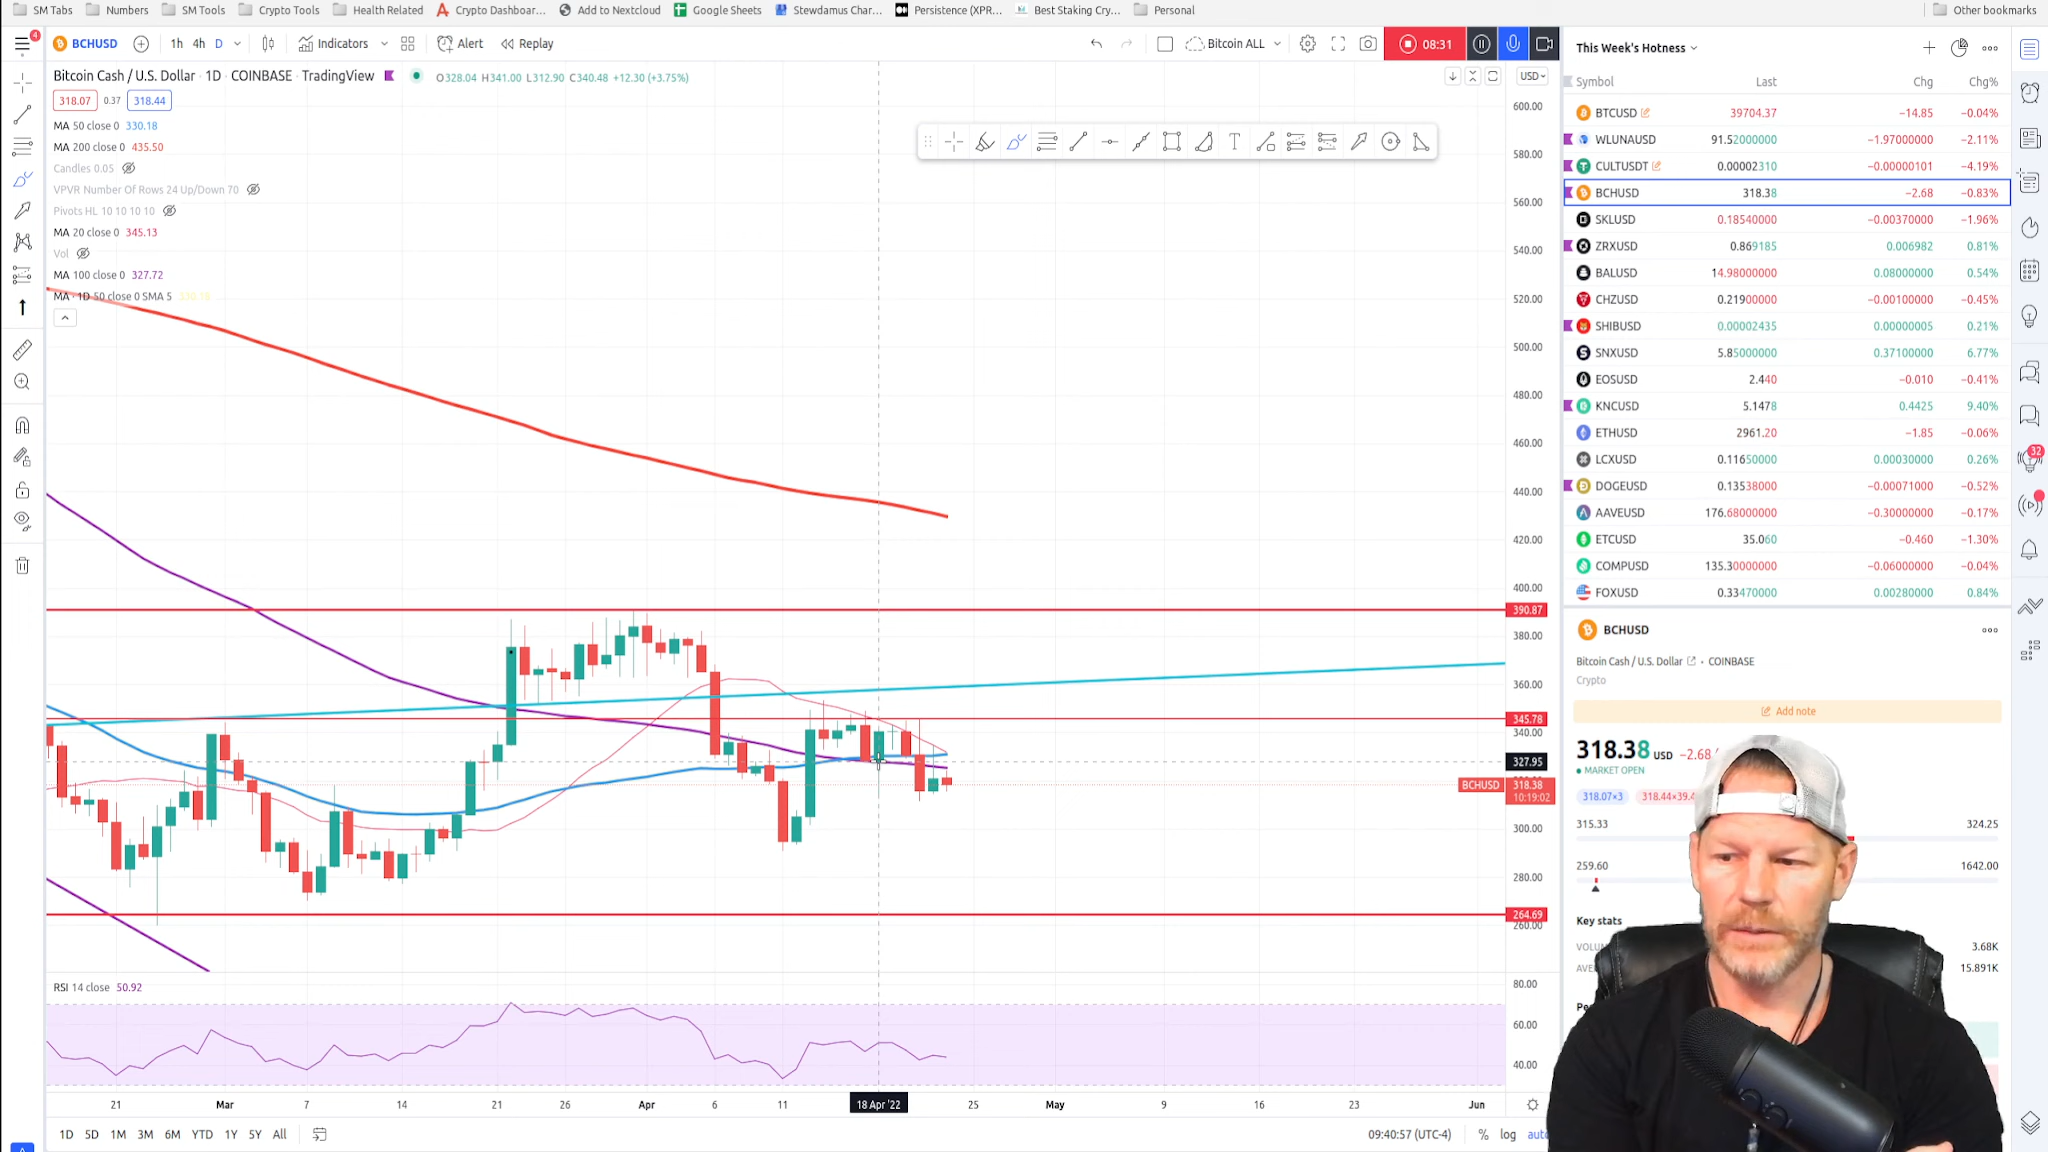 SM Tabs Numbers SM Tools Crypto Tools Health Related Crypto Dashboar... Add to Nextcloud Google Sheets Stewdamus Char... Persistence (XPR... Best Staking Cry... Personal Other bookmarks
4 BCHUSD 1h 4h D Indicators Alert Replay Bitcoin ALL 08:31 This Week's Hotness
Bitcoin Cash / U.S. Dollar · 1D · COINBASE · TradingView O328.04 H341.00 L312.90 C340.48 +12.30 (+3.75%) USD
318.07 0.37 318.44
MA 50 close 0 330.18
MA 200 close 0 435.50
Candles 0.05
VPVR Number Of Rows 24 Up/Down 70
Pivots HL 10 10 10 10
MA 20 close 0 345.13
Vol
MA 100 close 0 327.72
MA · 1D 50 close 0 SMA 5
600.00
580.00
560.00
540.00
520.00
500.00
480.00
460.00
440.00
420.00
400.00
390.87
380.00
360.00
345.78
340.00
327.95
BCHUSD 318.38
10:19:02
300.00
280.00
264.69
260.00
RSI 14 close 50.92
80.00
60.00
40.00
21 Mar 7 14 21 26 Apr 6 11 18 Apr '22 25 May 9 16 23 Jun
1D 5D 1M 3M 6M YTD 1Y 5Y All 09:40:57 (UTC-4) % log auto
Symbol Last Chg Chg%
BTCUSD 39704.37 −14.85 −0.04%
WLUNAUSD 91.52000000 −1.97000000 −2.11%
CULTUSDT 0.00002310 −0.00000101 −4.19%
BCHUSD 318.38 −2.68 −0.83%
SKLUSD 0.18540000 −0.00370000 −1.96%
ZRXUSD 0.869185 0.006982 0.81%
BALUSD 14.98000000 0.08000000 0.54%
CHZUSD 0.21900000 −0.00100000 −0.45%
SHIBUSD 0.00002435 0.00000005 0.21%
SNXUSD 5.85000000 0.37100000 6.77%
EOSUSD 2.440 −0.010 −0.41%
KNCUSD 5.1478 0.4425 9.40%
ETHUSD 2961.20 −1.85 −0.06%
LCXUSD 0.11650000 0.00030000 0.26%
DOGEUSD 0.13538000 −0.00071000 −0.52%
AAVEUSD 176.68000000 −0.30000000 −0.17%
ETCUSD 35.060 −0.460 −1.30%
COMPUSD 135.30000000 −0.06000000 −0.04%
FOXUSD 0.33470000 0.00280000 0.84%
32
BCHUSD
Bitcoin Cash / U.S. Dollar · COINBASE
Crypto
Add note
318.38 USD −2.68
MARKET OPEN
318.07×3 318.44×39.4
315.33 324.25
259.60 1642.00
Key stats
3.68K
15.891K